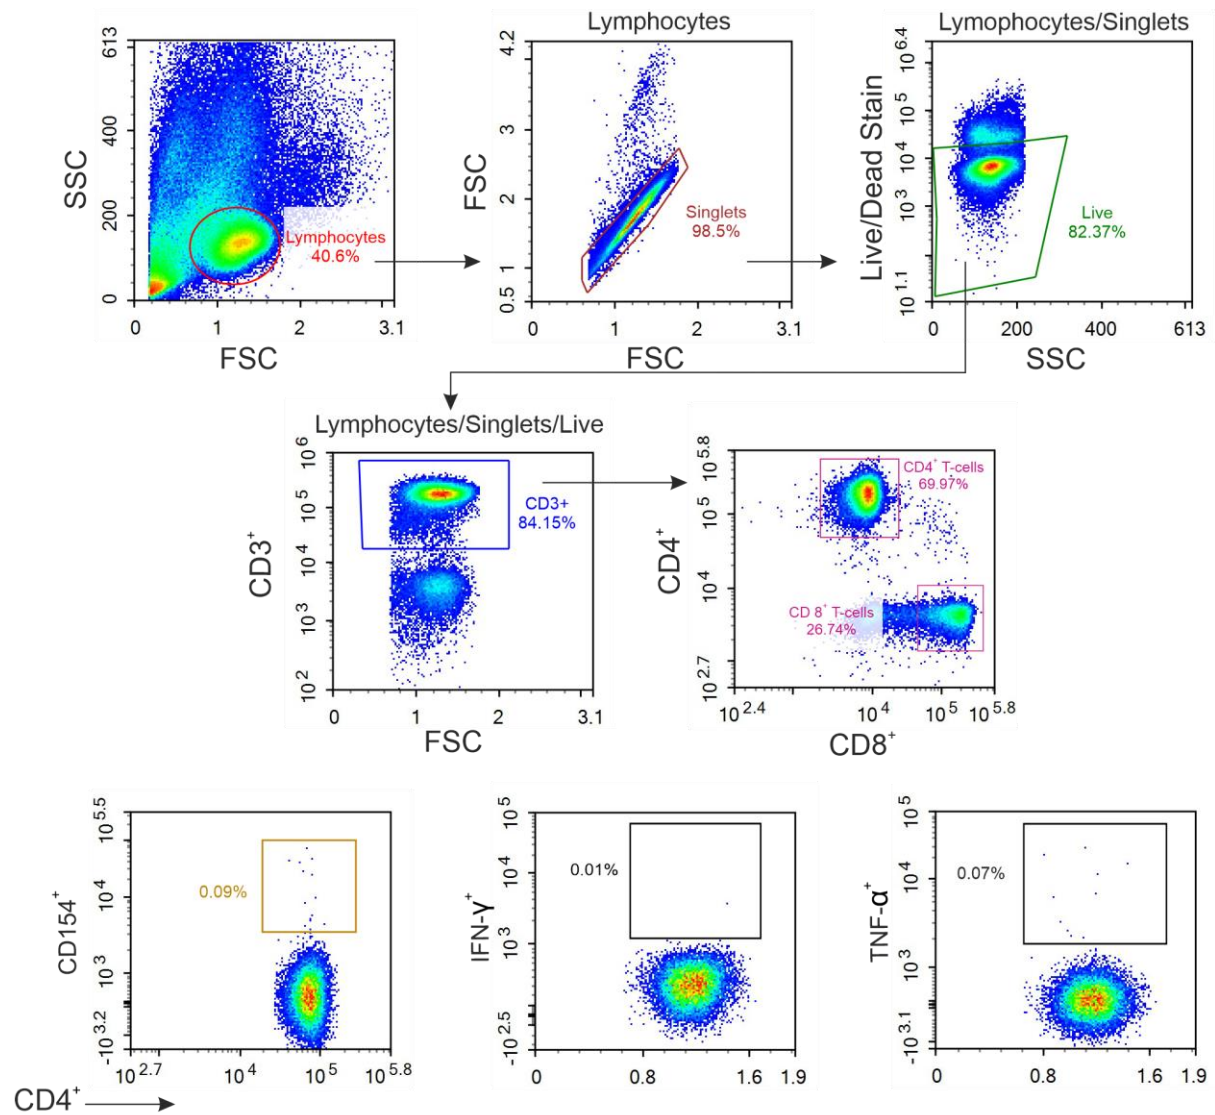 Lymphocytes
Lymophocytes/Singlets
613
400
200
0
SSC
Lymphocytes
40.6%
0 1 2 3.1
FSC
4.2
3
2
1
0.5
FSC
Singlets
98.5%
0 1 2 3.1
FSC
10^6.4
10^5
10^4
10^3
10^1.1
Live/Dead Stain
Live
82.37%
0 200 400 613
SSC
Lymphocytes/Singlets/Live
10^6
10^5
10^4
10^3
10^2
CD3⁺
CD3+
84.15%
0 1 2 3.1
FSC
10^5.8
10^5
10^4
10^2.7
CD4⁺
CD4⁺ T-cells
69.97%
CD 8⁺ T-cells
26.74%
10^2.4 10^4 10^5 10^5.8
CD8⁺
10^5.5
10^4
10^3
-10^3.2
CD154⁺
0.09%
10^2.7 10^4 10^5 10^5.8
10^5
10^4
10^3
-10^2.5
IFN-γ⁺
0.01%
0 0.8 1.6 1.9
10^5
10^4
10^3
-10^3.1
TNF-α⁺
0.07%
0 0.8 1.6 1.9
CD4⁺